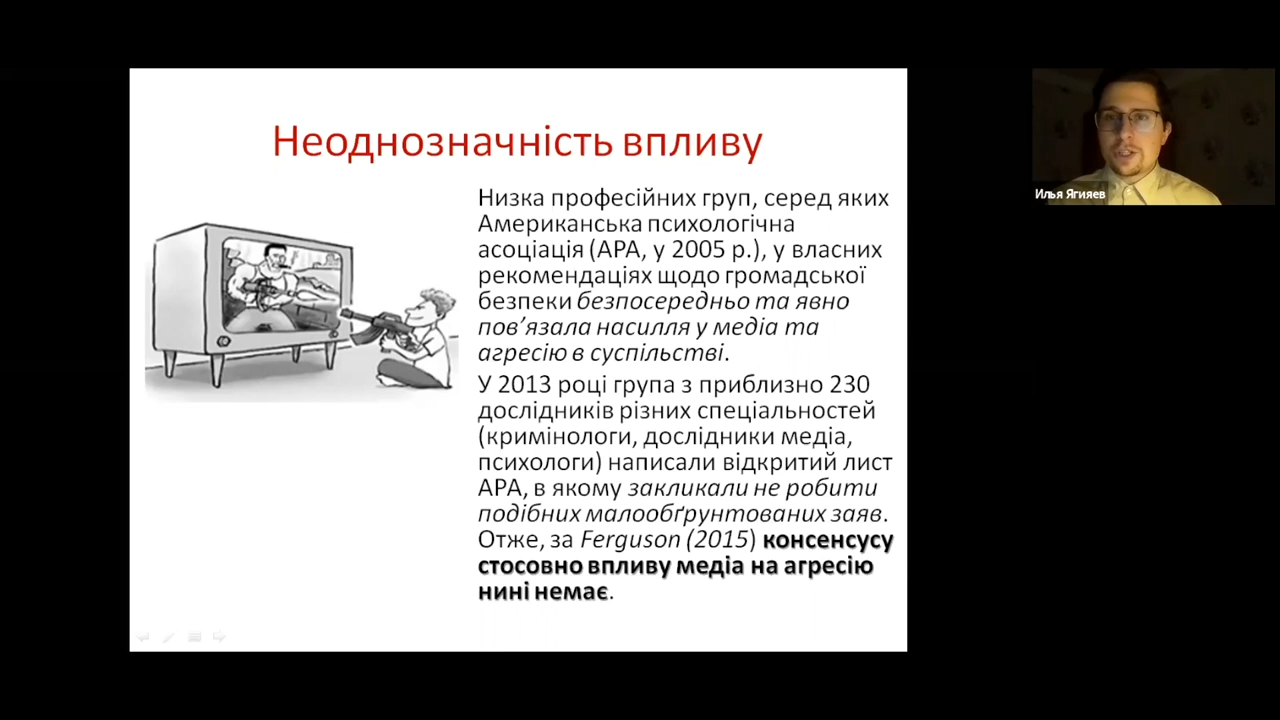 Неоднозначність впливу
Низка професійних груп, серед яких
Американська психологічна
асоціація (APA, у 2005 р.), у власних
рекомендаціях щодо громадської
безпеки безпосередньо та явно
пов’язала насилля у медіа та
агресію в суспільстві.
У 2013 році група з приблизно 230
дослідників різних спеціальностей
(кримінологи, дослідники медіа,
психологи) написали відкритий лист
APA, в якому закликали не робити
подібних малообґрунтованих заяв.
Отже, за Ferguson (2015) консенсусу
стосовно впливу медіа на агресію
нині немає.
Илья Ягияев